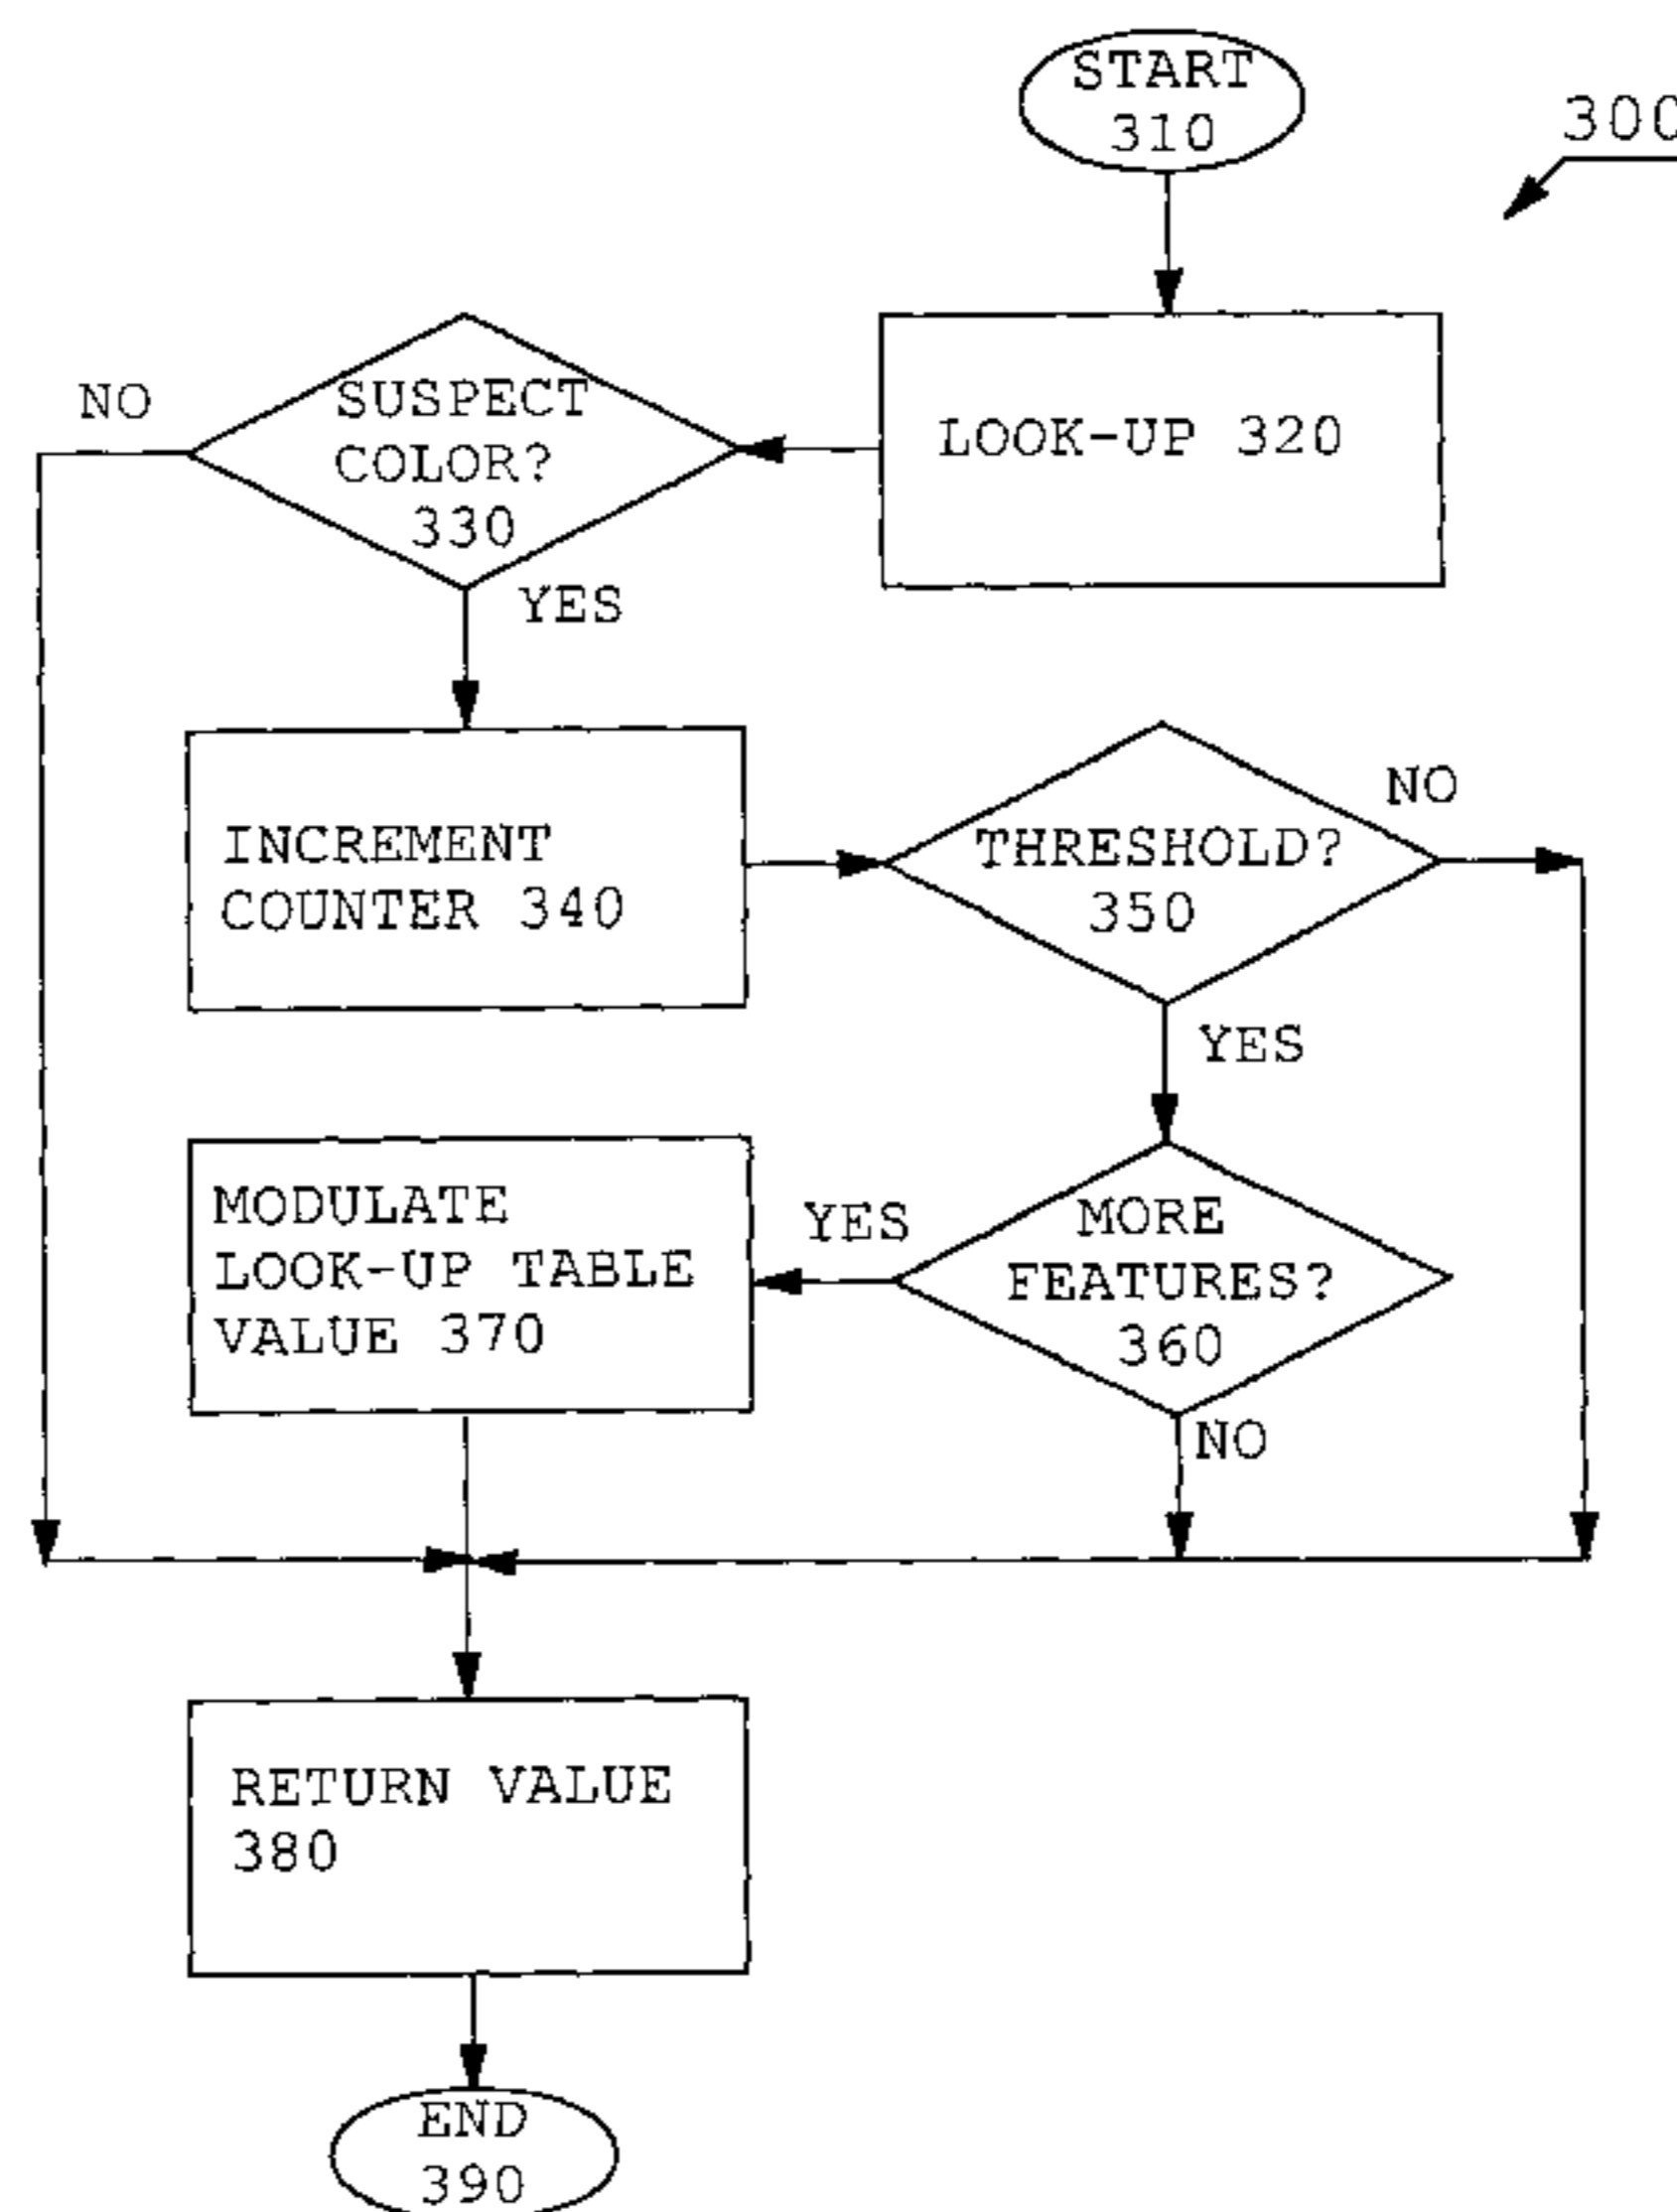 START
310
300
NO
SUSPECT
COLOR?
330
YES
LOOK-UP 320
INCREMENT
COUNTER 340
THRESHOLD?
350
NO
YES
MODULATE
LOOK-UP TABLE
VALUE 370
YES
MORE
FEATURES?
360
NO
RETURN VALUE
380
END
390